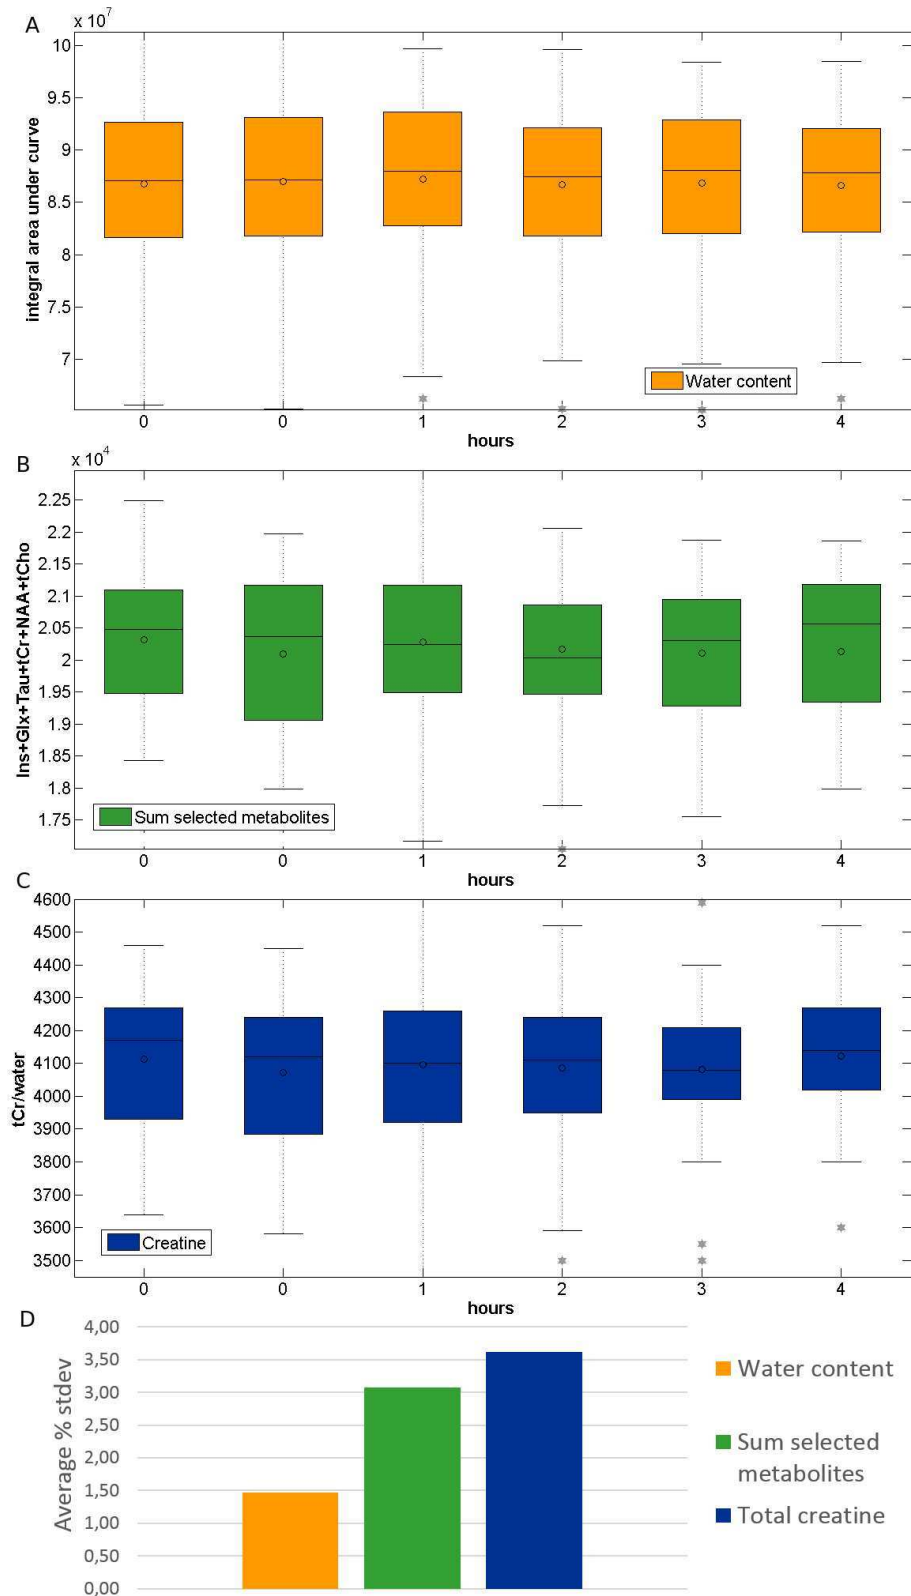 A
x 10⁷
10
9.5
9
8.5
8
7.5
7
integral area under curve
Water content
0 0 1 2 3 4
hours
B
x 10⁴
2.25
2.2
2.15
2.1
2.05
2
1.95
1.9
1.85
1.8
1.75
Ins+Glx+Tau+tCr+NAA+tCho
Sum selected metabolites
0 0 1 2 3 4
hours
C
4600
4500
4400
4300
4200
4100
4000
3900
3800
3700
3600
3500
tCr/water
Creatine
0 0 1 2 3 4
hours
D
4,00
3,50
3,00
2,50
2,00
1,50
1,00
0,50
0,00
Average % stdev
Water content
Sum selected
metabolites
Total creatine